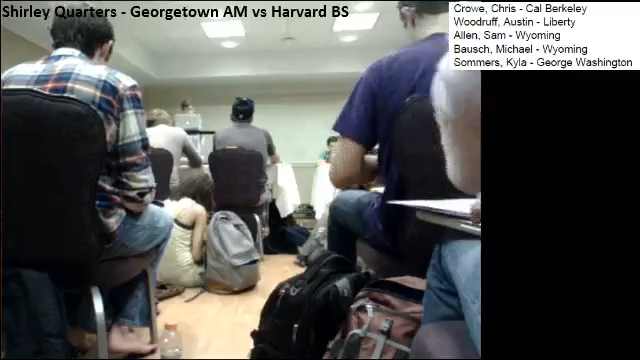 Shirley Quarters - Georgetown AM vs Harvard BS
Crowe, Chris - Cal Berkeley
Woodruff, Austin - Liberty
Allen, Sam - Wyoming
Bausch, Michael - Wyoming
Sommers, Kyla - George Washington